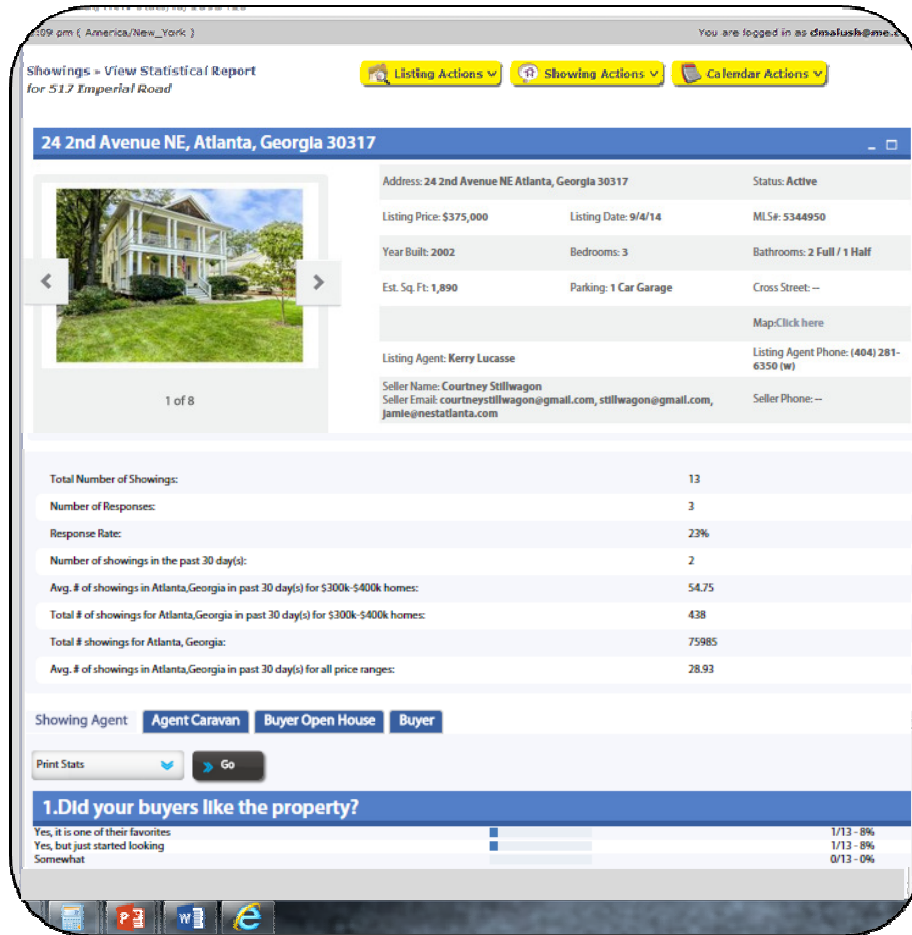 :09 pm ( America/New_York )
You are logged in as dmalush@me.c
Showings » View Statistical Report
for 517 Imperial Road
Listing Actions
Showing Actions
Calendar Actions
24 2nd Avenue NE, Atlanta, Georgia 30317
Address: 24 2nd Avenue NE Atlanta, Georgia 30317
Status: Active
Listing Price: $375,000
Listing Date: 9/4/14
MLS#: 5344950
Year Built: 2002
Bedrooms: 3
Bathrooms: 2 Full / 1 Half
Est. Sq. Ft: 1,890
Parking: 1 Car Garage
Cross Street: --
Map:Click here
Listing Agent: Kerry Lucasse
Listing Agent Phone: (404) 281-
6350 (w)
Seller Name: Courtney Stillwagon
Seller Email: courtneystillwagon@gmail.com, stillwagon@gmail.com,
jamie@nestatlanta.com
Seller Phone: --
1 of 8
Total Number of Showings: 13
Number of Responses: 3
Response Rate: 23%
Number of showings in the past 30 day(s): 2
Avg. # of showings in Atlanta,Georgia in past 30 day(s) for $300k-$400k homes: 54.75
Total # of showings for Atlanta,Georgia in past 30 day(s) for $300k-$400k homes: 438
Total # showings for Atlanta, Georgia: 75985
Avg. # of showings in Atlanta,Georgia in past 30 day(s) for all price ranges: 28.93
Showing Agent
Agent Caravan
Buyer Open House
Buyer
Print Stats
Go
1.Did your buyers like the property?
Yes, it is one of their favorites 1/13 - 8%
Yes, but just started looking 1/13 - 8%
Somewhat 0/13 - 0%